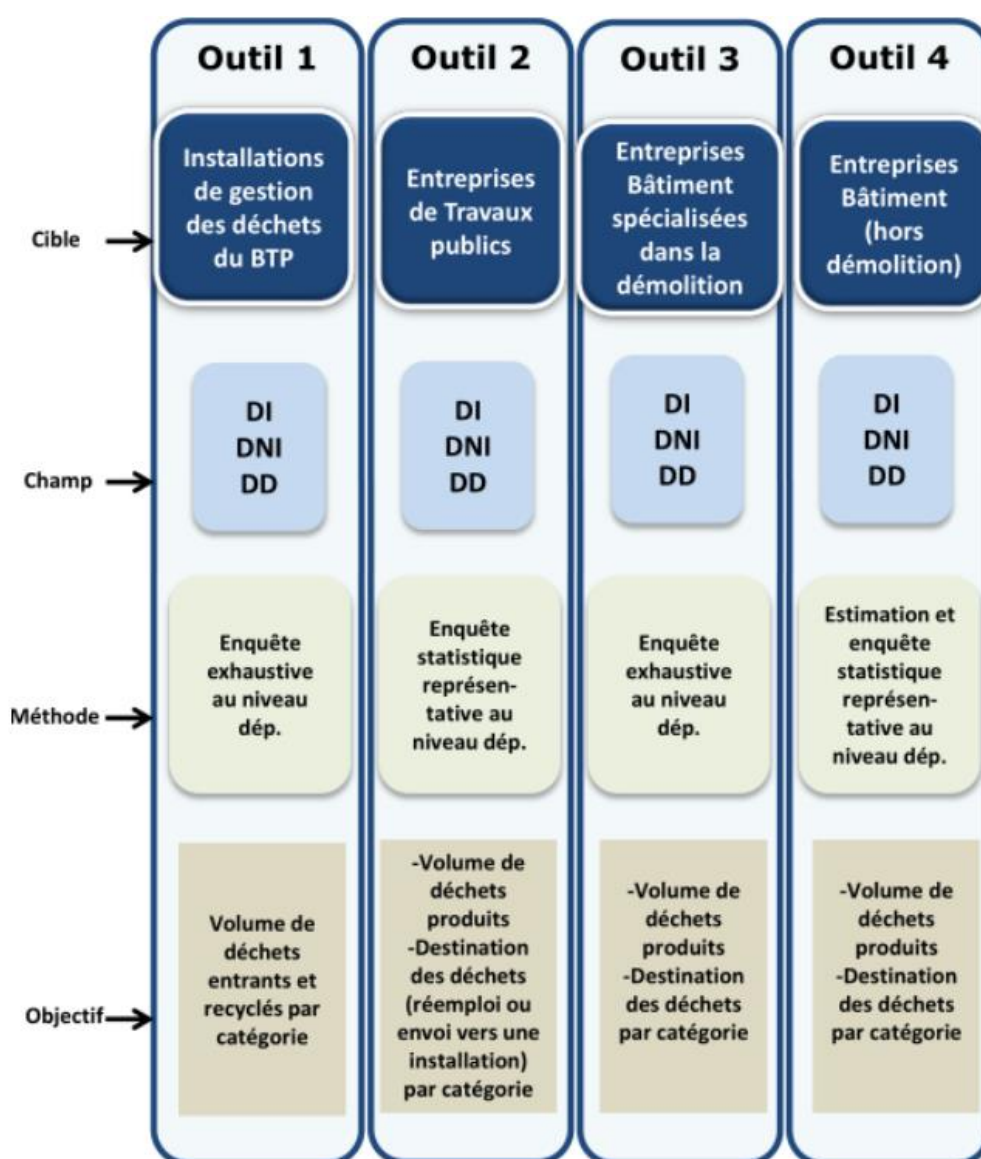 Outil 1
Outil 2
Outil 3
Outil 4
Cible
Installations
de gestion
des déchets
du BTP
Entreprises
de Travaux
publics
Entreprises
Bâtiment
spécialisées
dans la
démolition
Entreprises
Bâtiment
(hors
démolition)
Champ
DI
DNI
DD
DI
DNI
DD
DI
DNI
DD
DI
DNI
DD
Méthode
Enquête
exhaustive
au niveau
dép.
Enquête
statistique
représen-
tative au
niveau dép.
Enquête
exhaustive
au niveau
dép.
Estimation et
enquête
statistique
représen-
tative au
niveau dép.
Objectif
Volume de
déchets
entrants et
recyclés par
catégorie
-Volume de
déchets
produits
-Destination
des déchets
(réemploi ou
envoi vers une
installation)
par catégorie
-Volume de
déchets
produits
-Destination
des déchets
par catégorie
-Volume de
déchets
produits
-Destination
des déchets
par catégorie